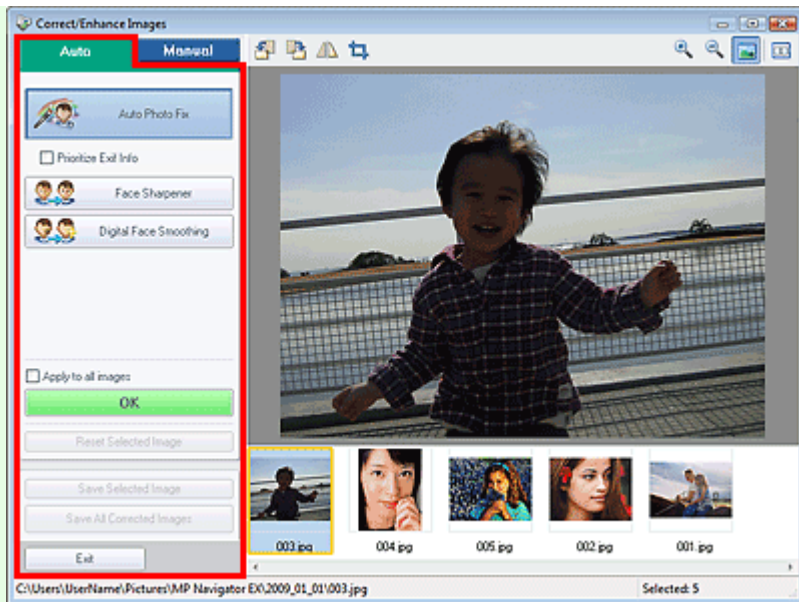 Correct/Enhance Images
Auto
Manual
Auto Photo Fix
Prioritize Exif Info
Face Sharpener
Digital Face Smoothing
Apply to all images
OK
Reset Selected Image
Save Selected Image
Save All Corrected Images
Exit
003.jpg
004.jpg
005.jpg
002.jpg
001.jpg
C:\Users\UserName\Pictures\MP Navigator EX\2009_01_01\003.jpg
Selected: 5